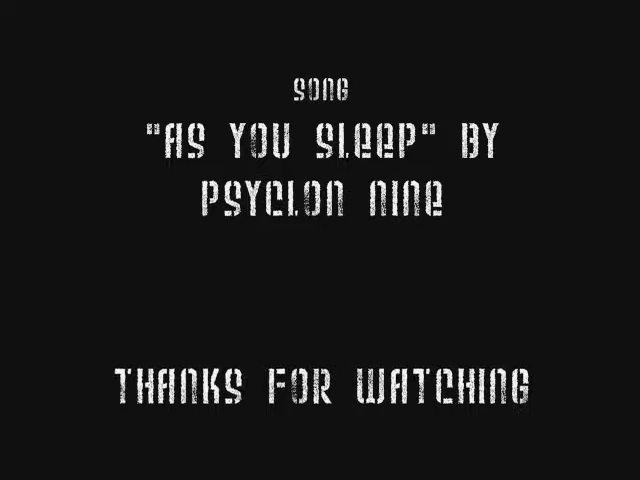 SONG
"AS YOU SLEEP" BY
PSYCLON NINE
THANKS FOR WATCHING